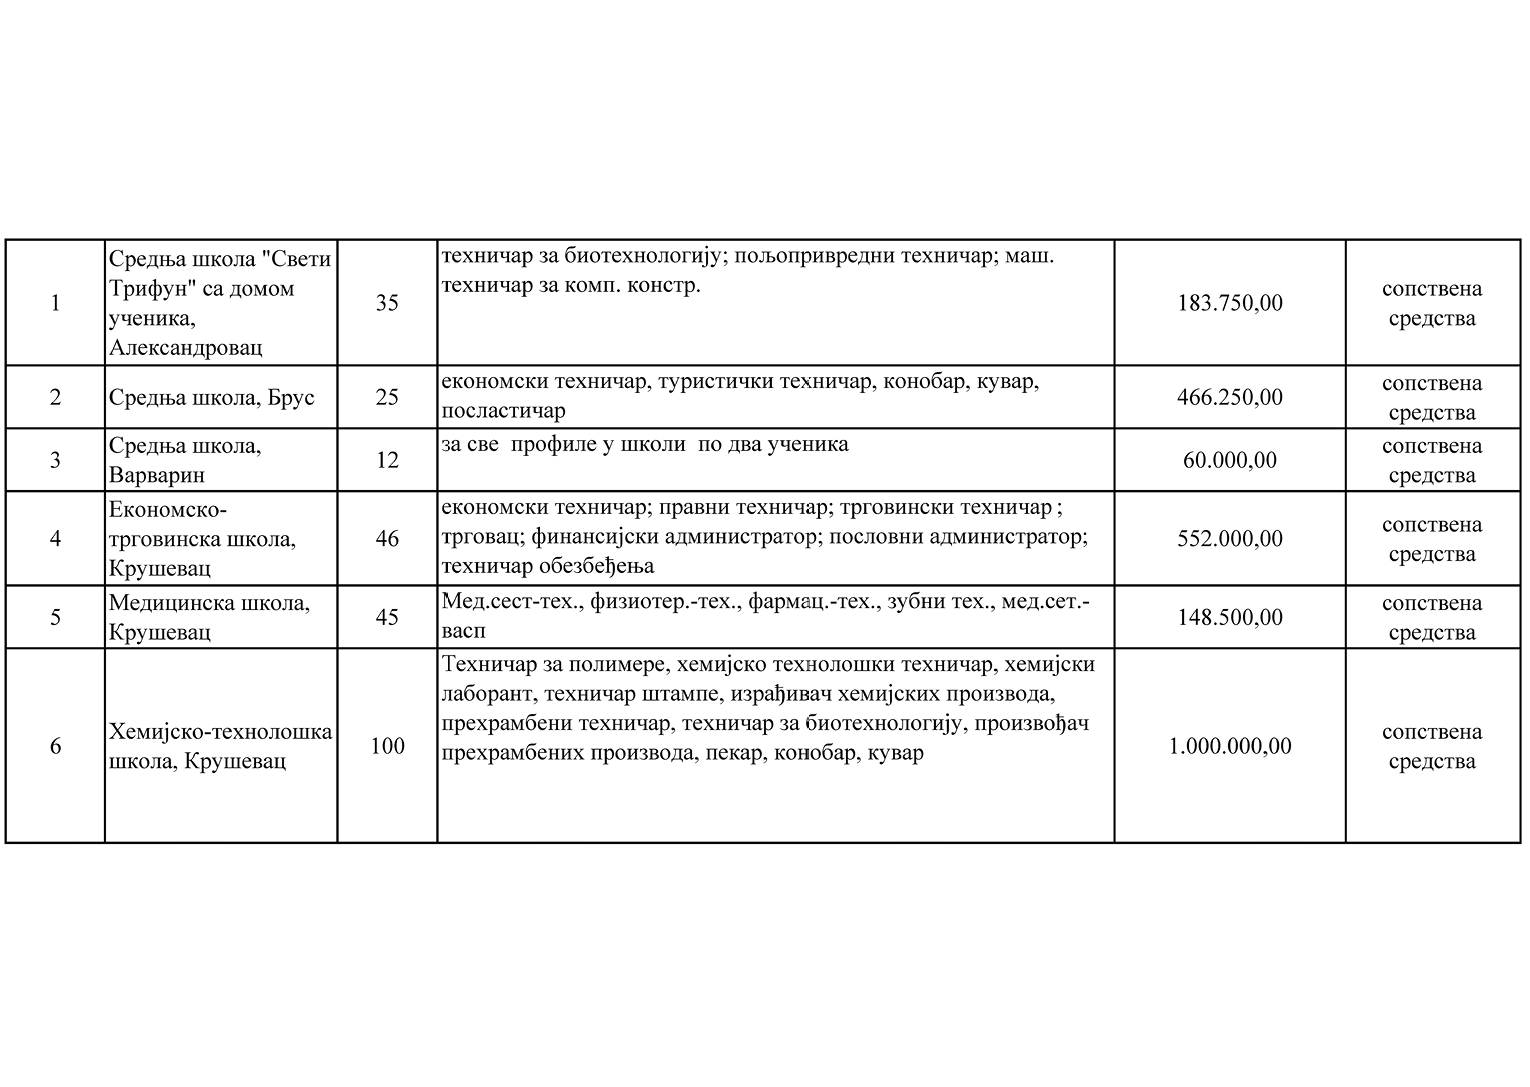 1
Средња школа "Свети
Трифун" са домом
ученика,
Александровац
35
техничар за биотехнологију; пољопривредни техничар; маш.
техничар за комп. констр.
183.750,00
сопствена
средства
2
Средња школа, Брус
25
економски техничар, туристички техничар, конобар, кувар,
посластичар
466.250,00
сопствена
средства
3
Средња школа,
Варварин
12
за све  профиле у школи  по два ученика
60.000,00
сопствена
средства
4
Економско-
трговинска школа,
Крушевац
46
економски техничар; правни техничар; трговински техничар ;
трговац; финансијски администратор; пословни администратор;
техничар обезбеђења
552.000,00
сопствена
средства
5
Медицинска школа,
Крушевац
45
Мед.сест-тех., физиотер.-тех., фармац.-тех., зубни тех., мед.сет.-
васп
148.500,00
сопствена
средства
6
Хемијско-технолошка
школа, Крушевац
100
Техничар за полимере, хемијско технолошки техничар, хемијски
лаборант, техничар штампе, израђивач хемијских производа,
прехрамбени техничар, техничар за биотехнологију, произвођач
прехрамбених производа, пекар, конобар, кувар
1.000.000,00
сопствена
средства